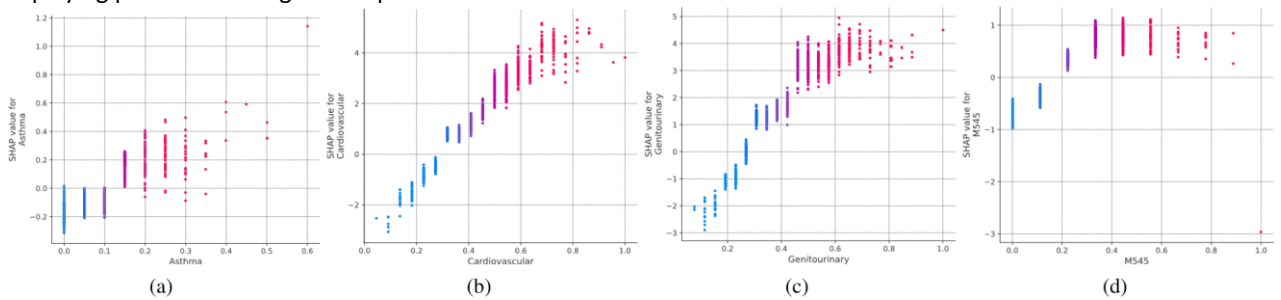 1.2
1.0
0.8
0.6
0.4
0.2
0.0
−0.2
SHAP value for
Asthma
0.0 0.1 0.2 0.3 0.4 0.5 0.6
Asthma
(a)
4
2
0
−2
SHAP value for
Cardiovascular
0.0 0.2 0.4 0.6 0.8 1.0
Cardiovascular
(b)
5
4
3
2
1
0
−1
−2
−3
SHAP value for
Genitourinary
0.2 0.4 0.6 0.8 1.0
Genitourinary
(c)
1
0
−1
−2
−3
SHAP value for
M545
0.0 0.2 0.4 0.6 0.8 1.0
M545
(d)